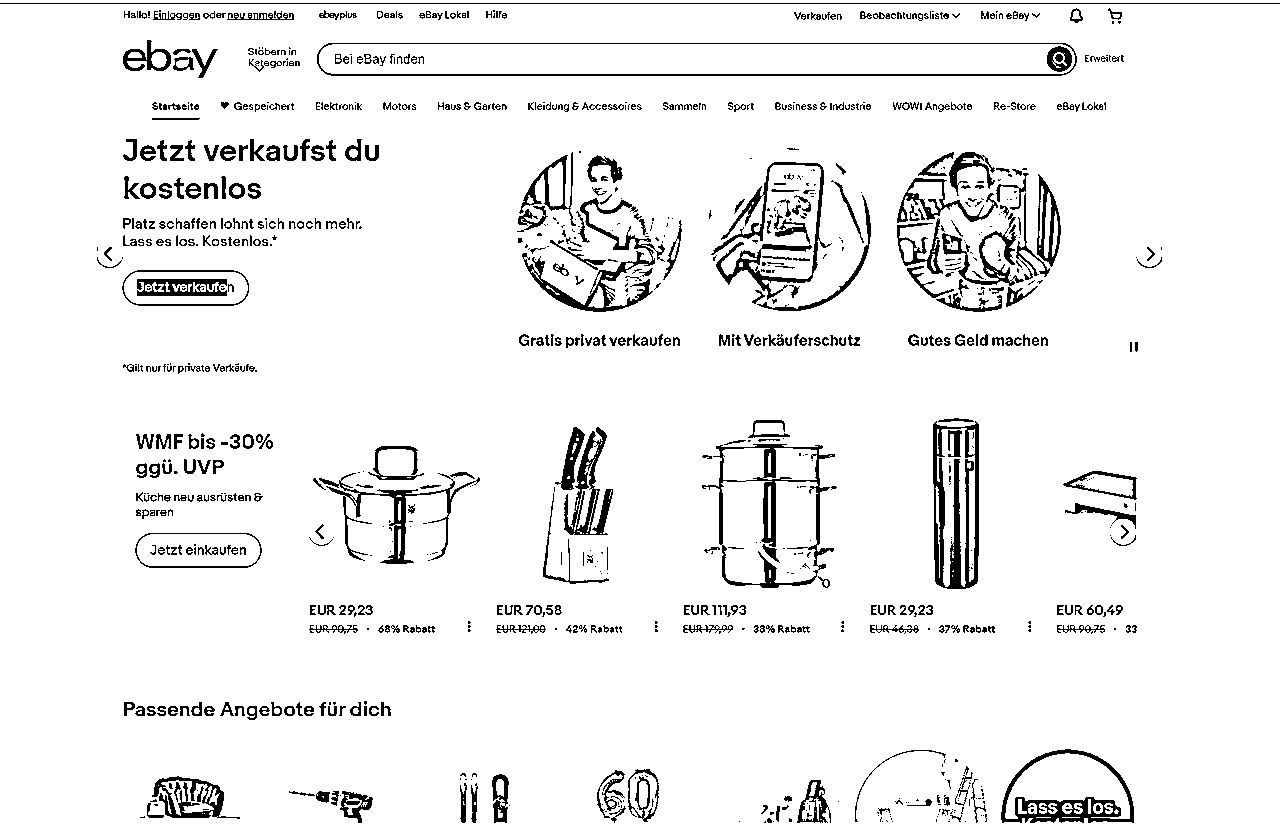 Hallo! Einloggen oder neu anmelden
ebayplus
Deals
eBay Lokal
Hilfe
Verkaufen
Beobachtungsliste
Mein eBay
ebay
Stöbern in
Kategorien
Bei eBay finden
Erweitert
Startseite
Gespeichert
Elektronik
Motors
Haus & Garten
Kleidung & Accessoires
Sammeln
Sport
Business & Industrie
WOW! Angebote
Re-Store
eBay Lokal
Jetzt verkaufst du
kostenlos
Platz schaffen lohnt sich noch mehr.
Lass es los. Kostenlos.*
Jetzt verkaufen
Gratis privat verkaufen
Mit Verkäuferschutz
Gutes Geld machen
*Gilt nur für private Verkäufe.
WMF bis -30%
ggü. UVP
Küche neu ausrüsten &
sparen
Jetzt einkaufen
EUR 29,23
EUR 90,75 · 68% Rabatt
EUR 70,58
EUR 121,00 · 42% Rabatt
EUR 111,93
EUR 179,99 · 38% Rabatt
EUR 29,23
EUR 46,38 · 37% Rabatt
EUR 60,49
EUR 90,75 · 33
Passende Angebote für dich
60
Lass es los.